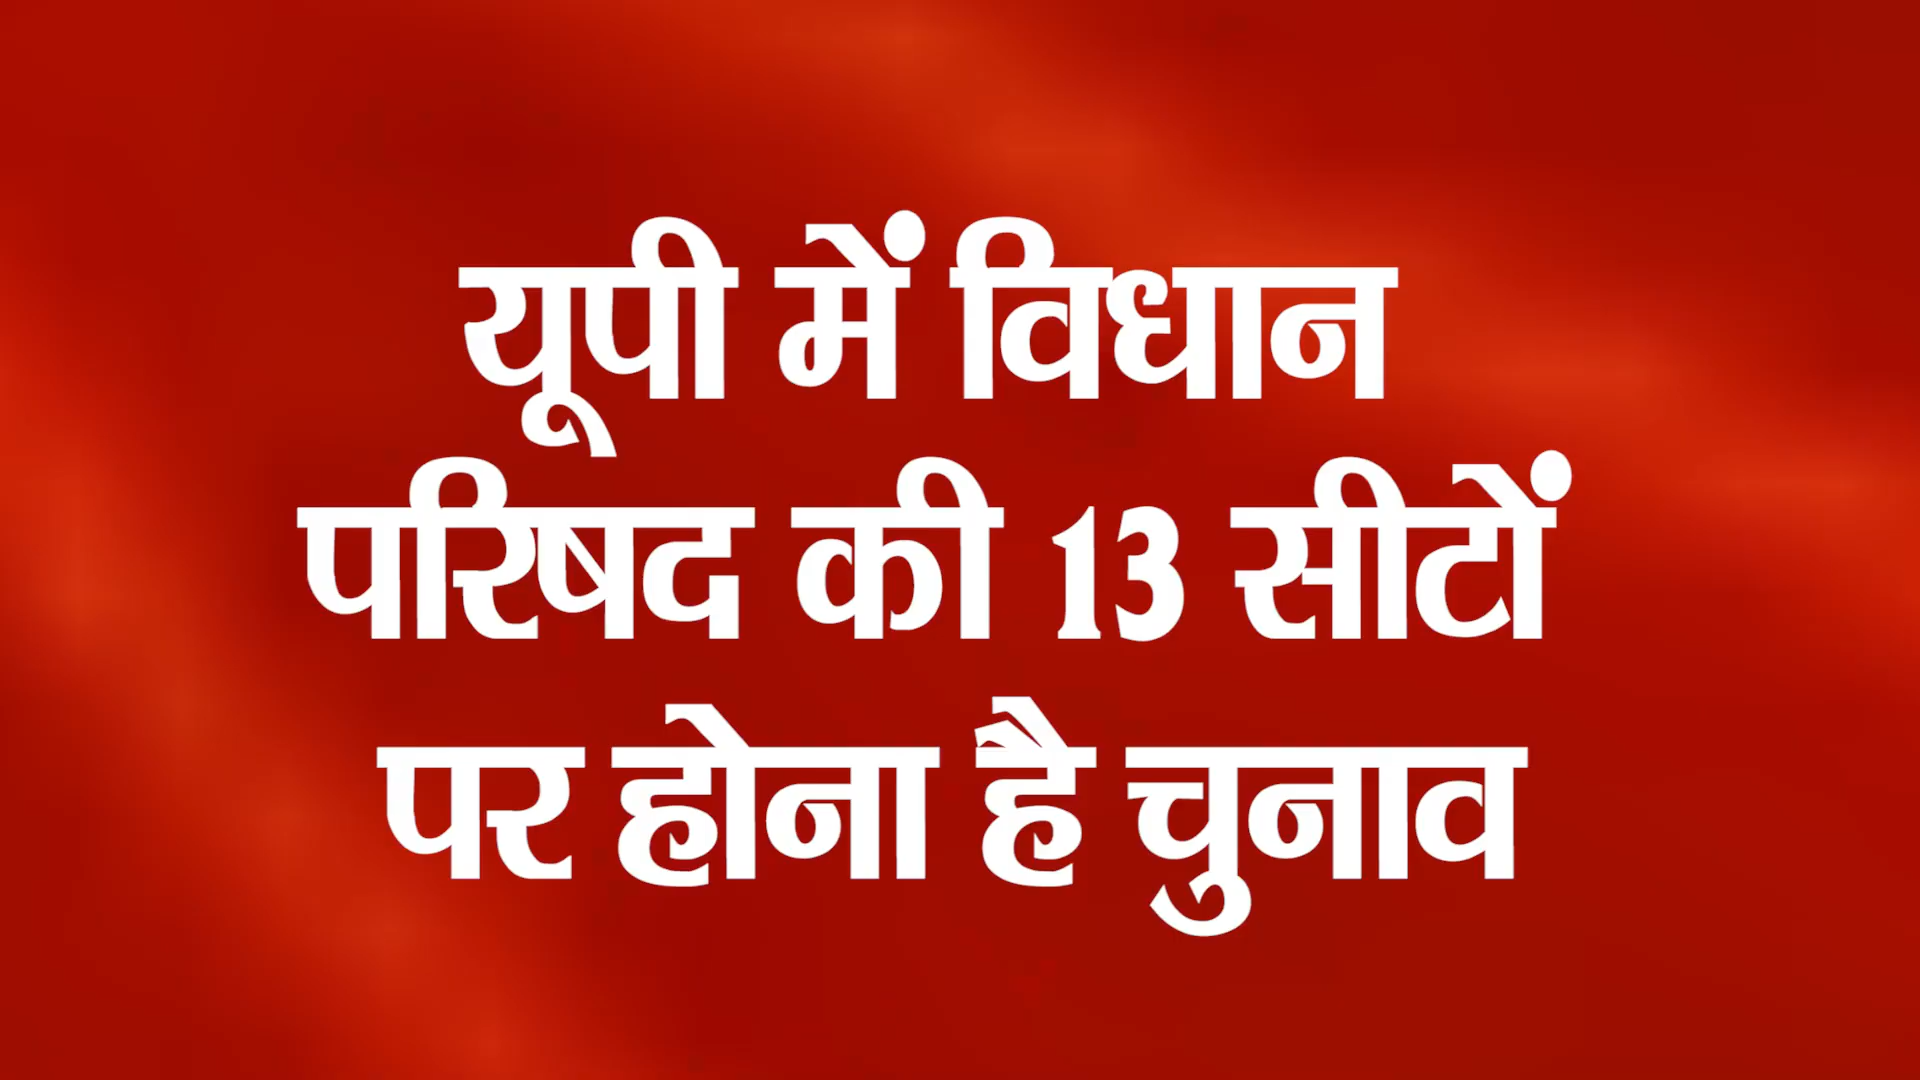 यूपी में विधान
परिषद की 13 सीटों
पर होना है चुनाव